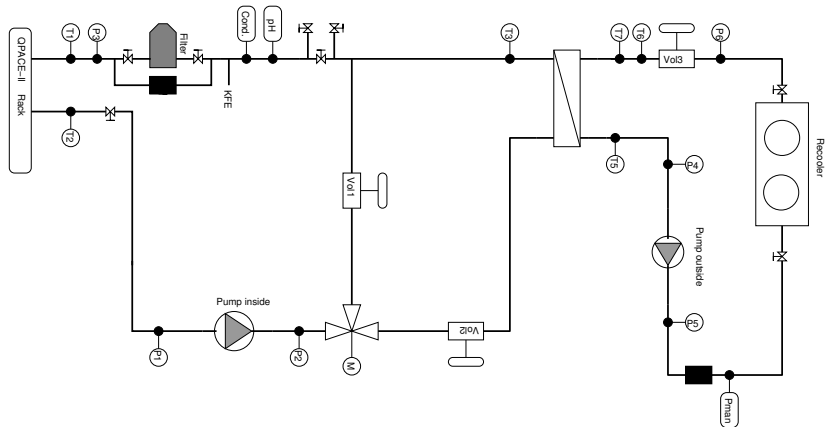 QPACE-II Rack
T1
P3
Filter
Cond.
pH
KFE
T3
T7
T6
Vol3
P6
T2
T5
P4
Recooler
Vol1
Pump outside
Pump inside
Vol2
P5
P1
P2
M
Pman